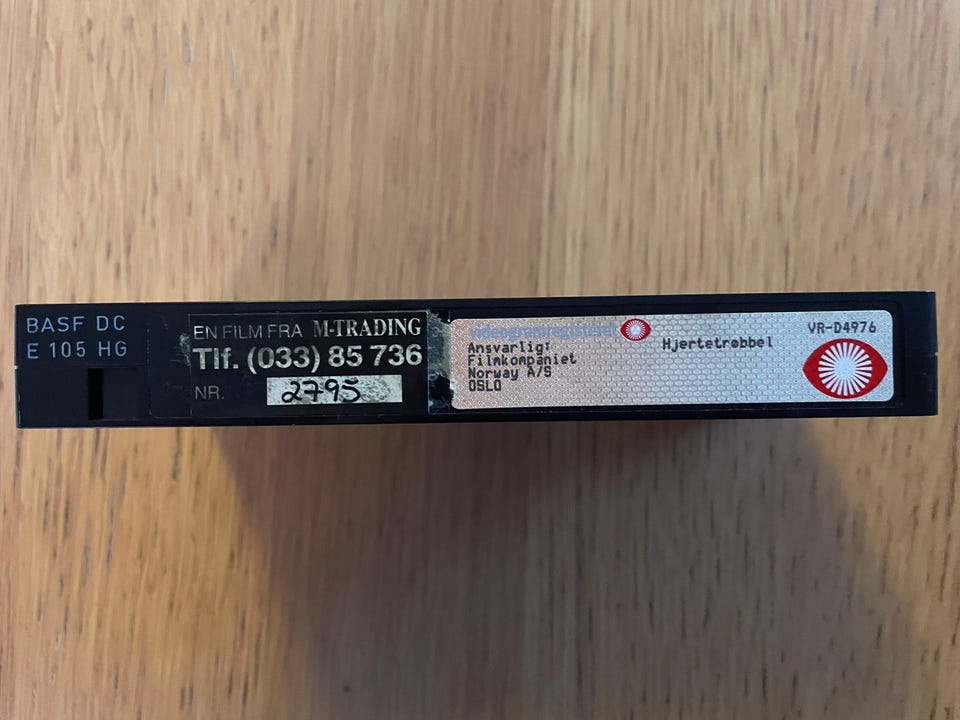 BASF DC
E 105 HG
EN FILM FRA M-TRADING
Tlf. (033) 85 736
NR. 2795
Ansvarlig:
Filmkompaniet
Norway A/S
OSLO
Hjertetrøbbel
VR-D4976